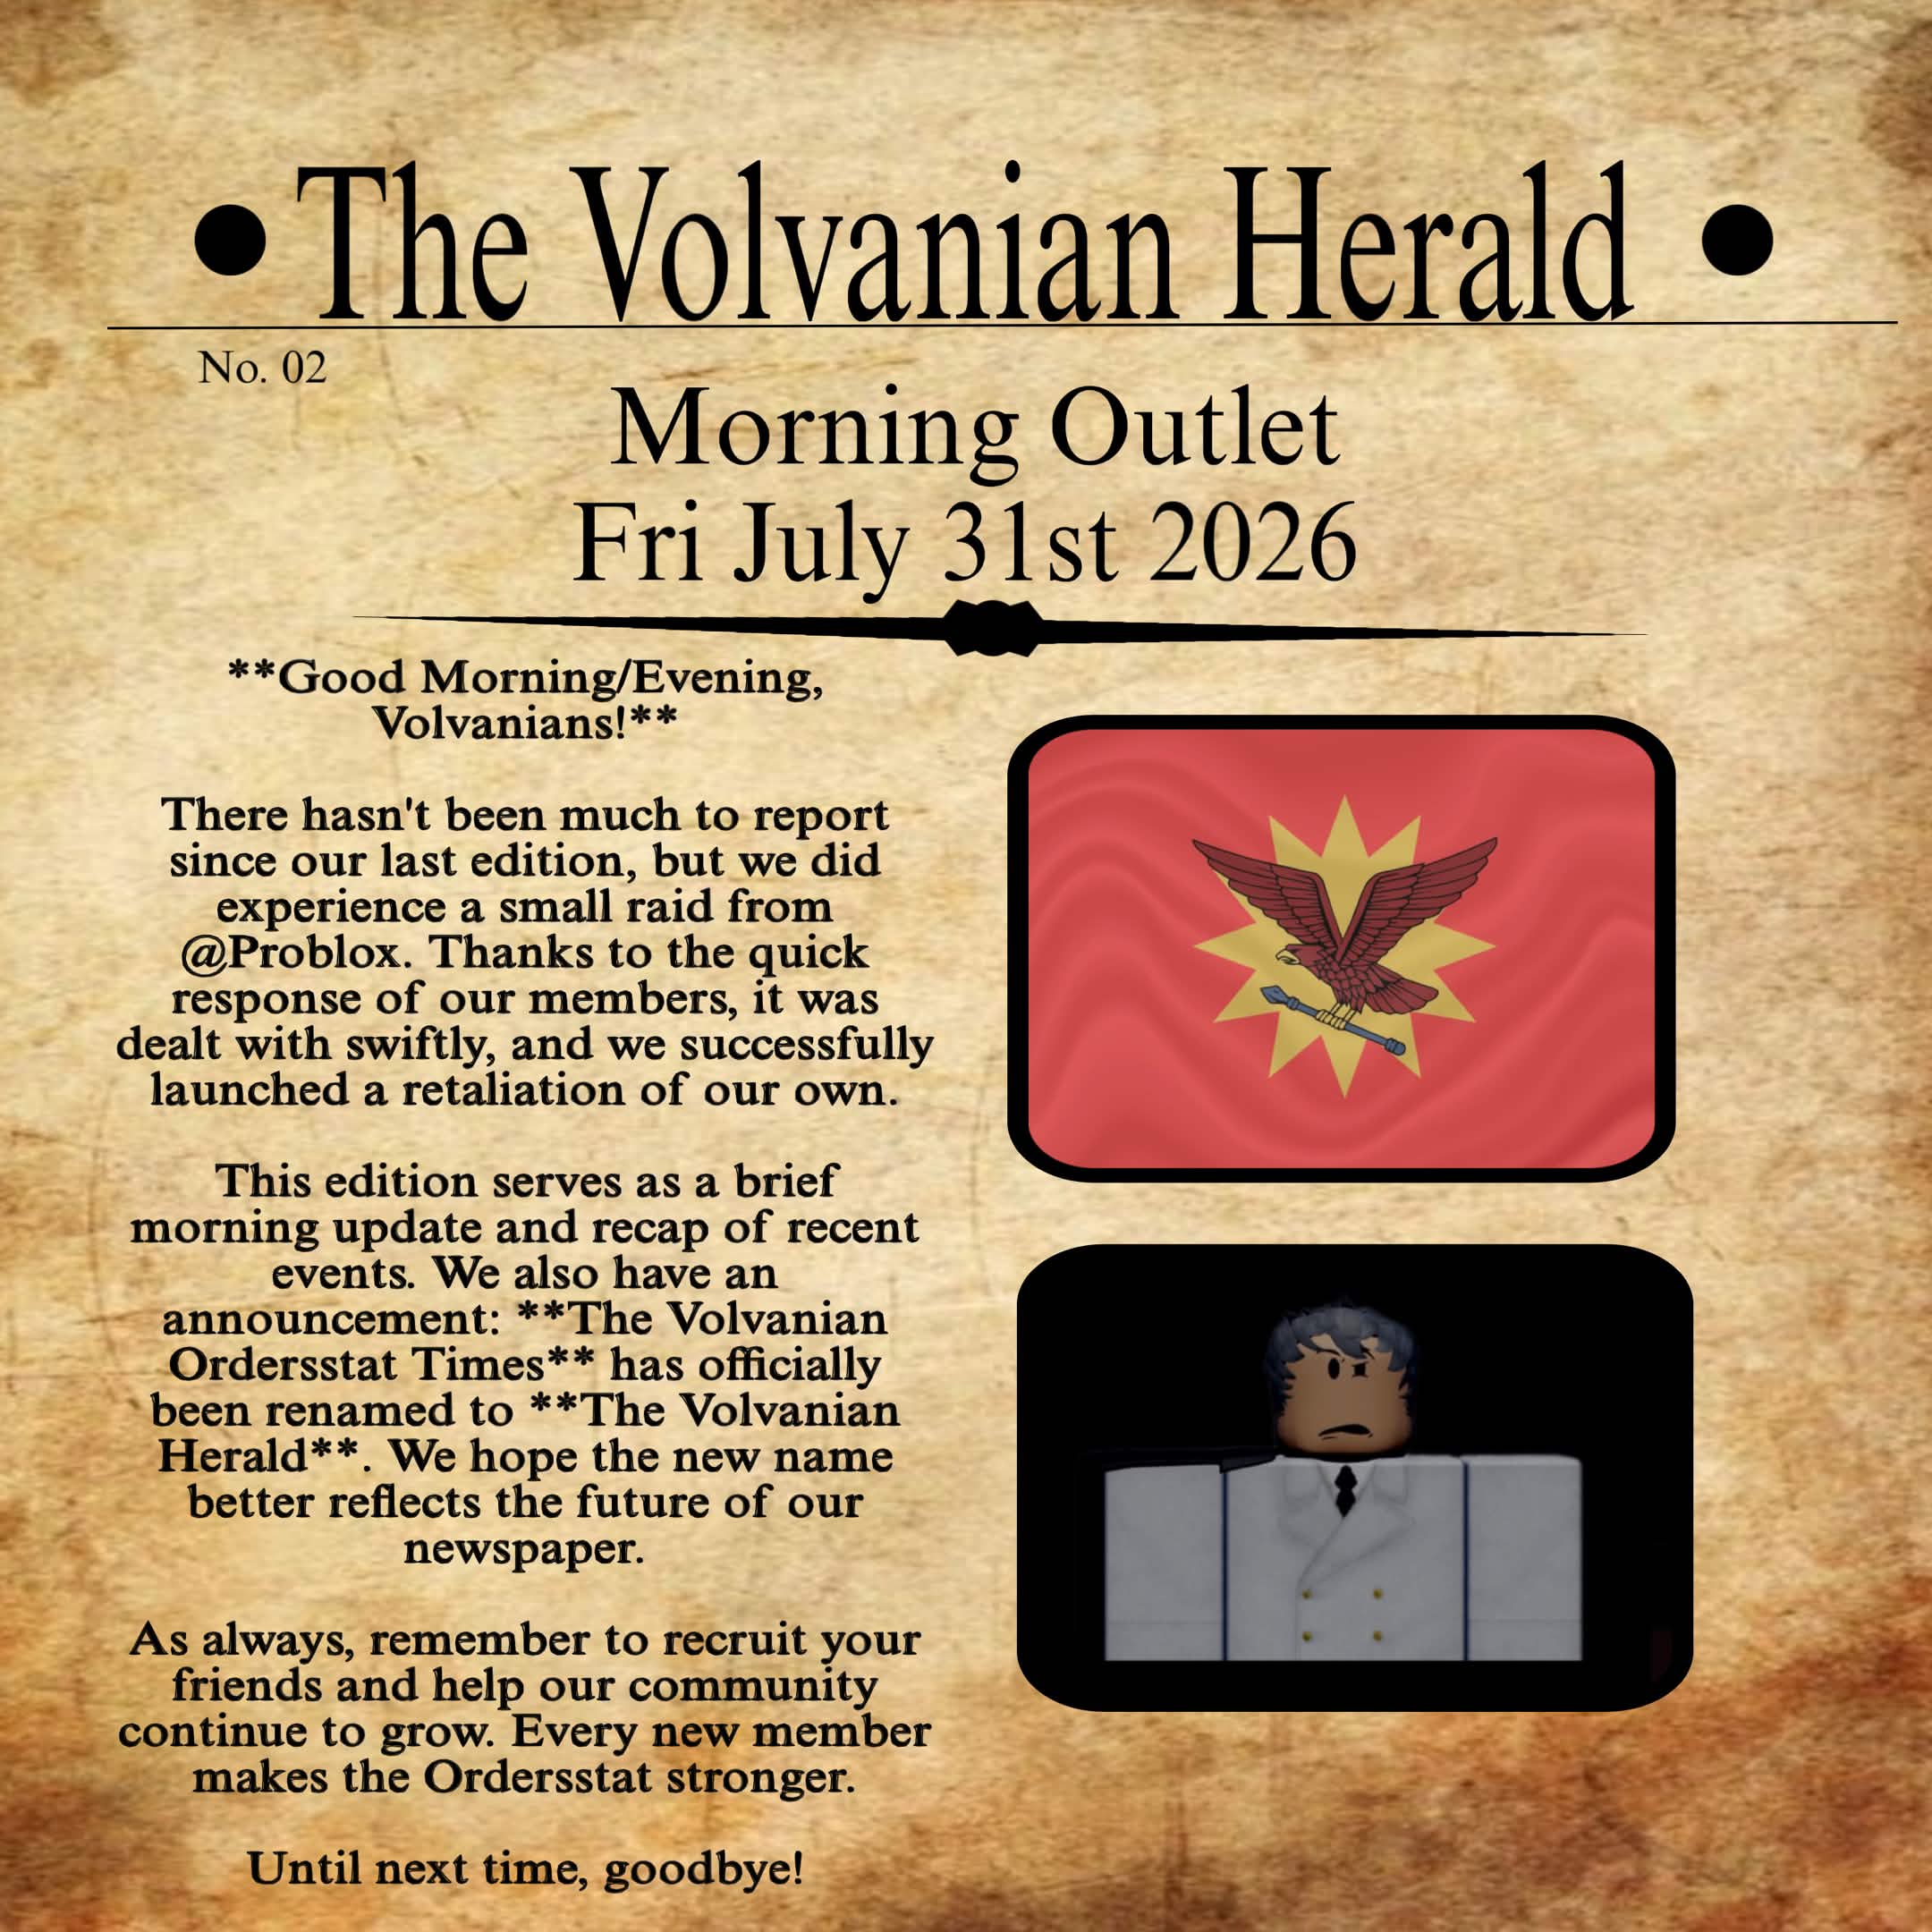 • The Volvanian Herald •
No. 02
Morning Outlet
Fri July 31st 2026
**Good Morning/Evening,
Volvanians!**
There hasn't been much to report
since our last edition, but we did
experience a small raid from
@Problox. Thanks to the quick
response of our members, it was
dealt with swiftly, and we successfully
launched a retaliation of our own.
This edition serves as a brief
morning update and recap of recent
events. We also have an
announcement: **The Volvanian
Ordersstat Times** has officially
been renamed to **The Volvanian
Herald**. We hope the new name
better reflects the future of our
newspaper.
As always, remember to recruit your
friends and help our community
continue to grow. Every new member
makes the Ordersstat stronger.
Until next time, goodbye!